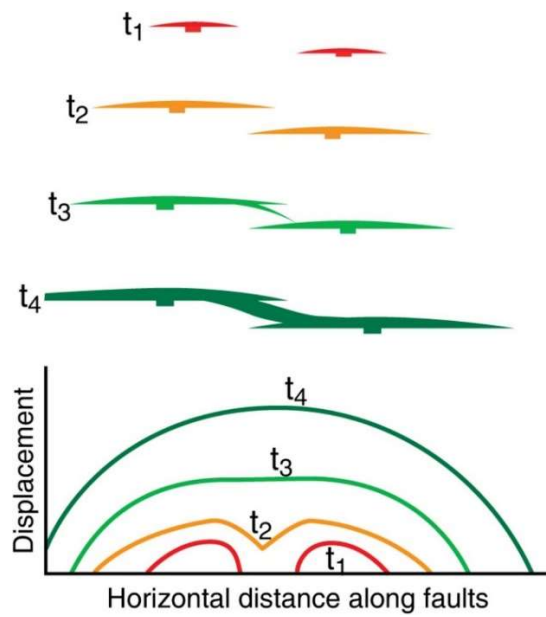 t1
t2
t3
t4
Displacement
t4
t3
t2
t1
Horizontal distance along faults